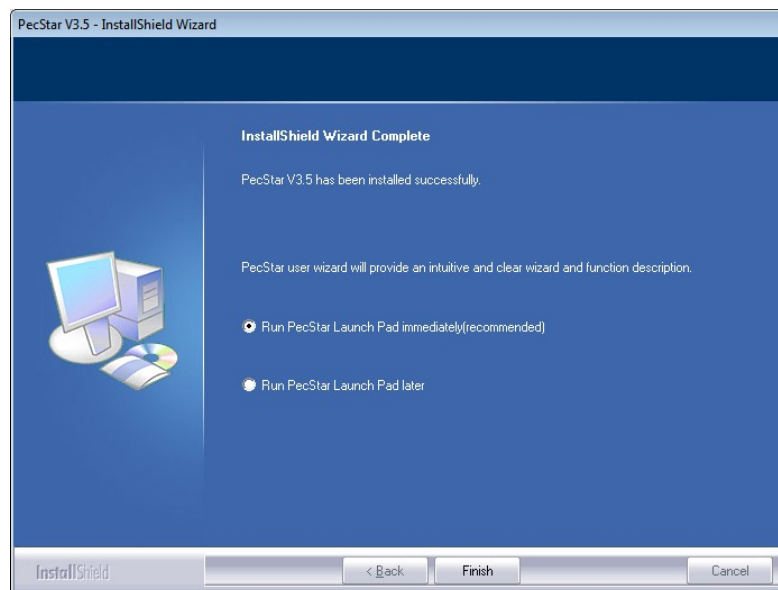 PecStar V3.5 - InstallShield Wizard
InstallShield Wizard Complete
PecStar V3.5 has been installed successfully.
PecStar user wizard will provide an intuitive and clear wizard and function description.
Run PecStar Launch Pad immediately(recommended)
Run PecStar Launch Pad later
InstallShield
< Back
Finish
Cancel